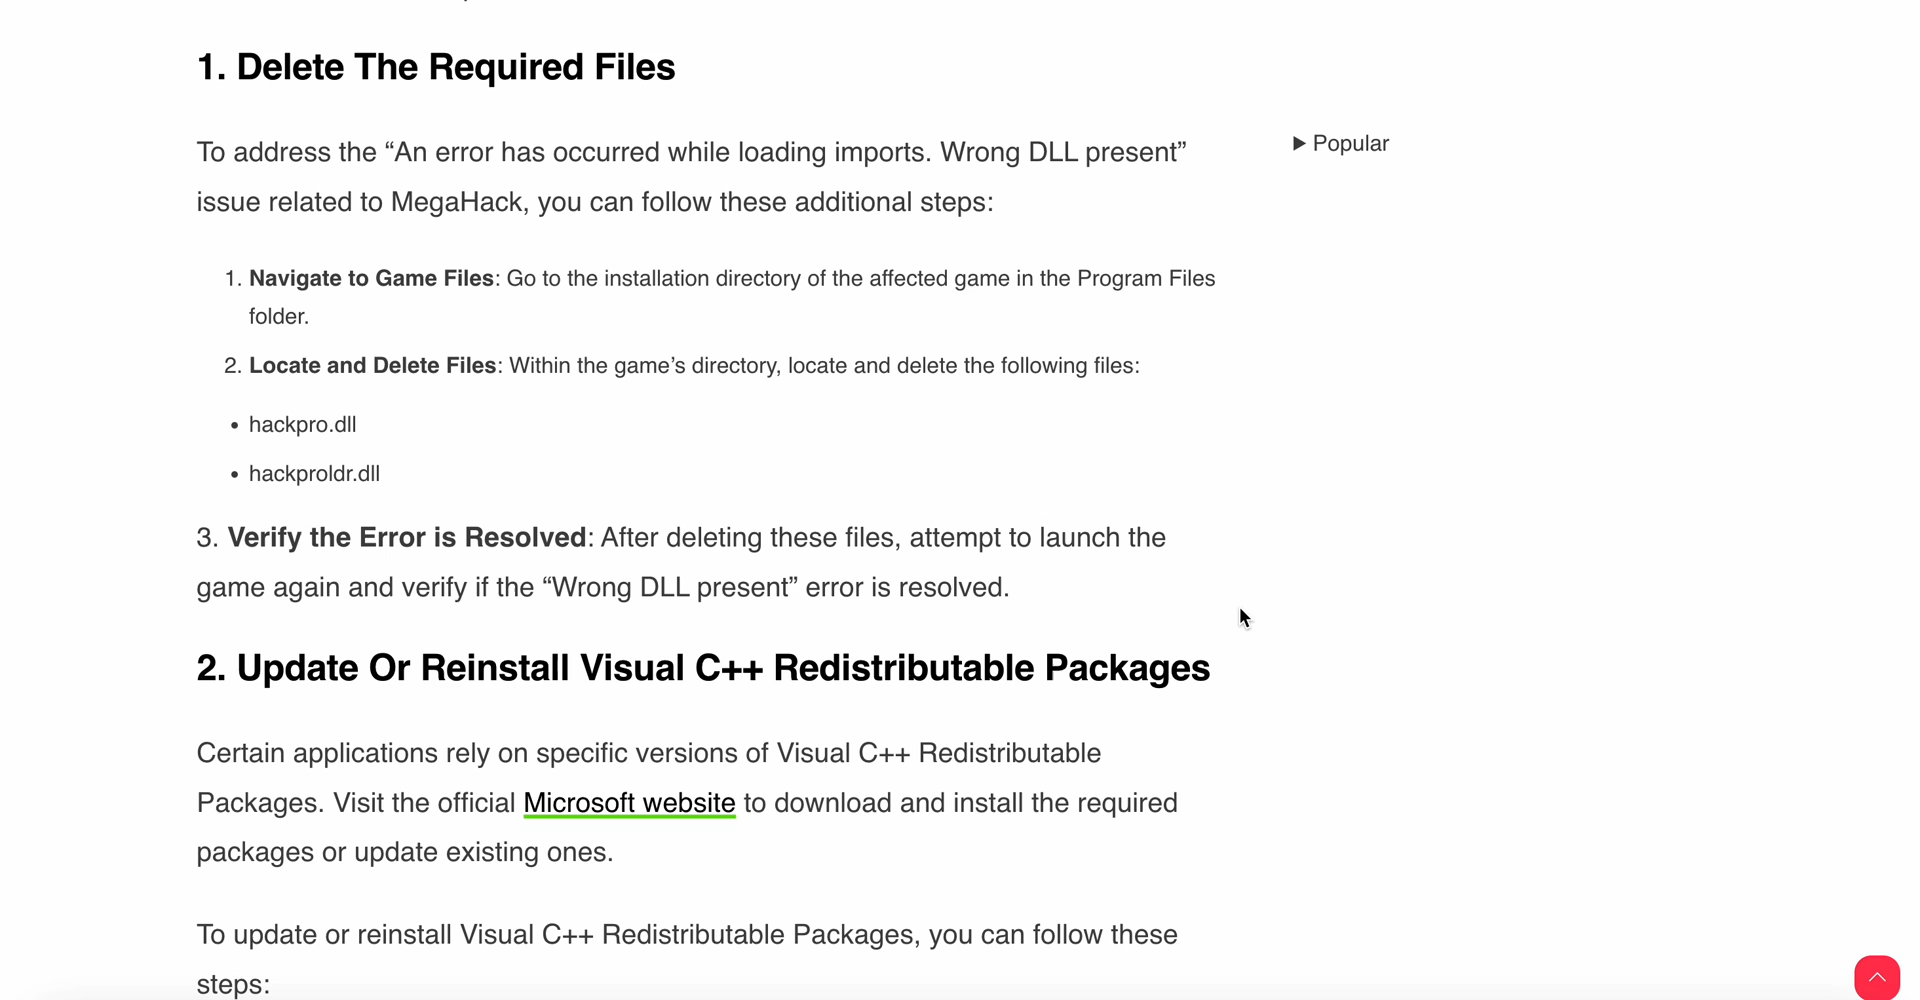 1. Delete The Required Files
To address the “An error has occurred while loading imports. Wrong DLL present”
issue related to MegaHack, you can follow these additional steps:
▶ Popular
1. Navigate to Game Files: Go to the installation directory of the affected game in the Program Files
folder.
2. Locate and Delete Files: Within the game’s directory, locate and delete the following files:
• hackpro.dll
• hackproldr.dll
3. Verify the Error is Resolved: After deleting these files, attempt to launch the
game again and verify if the “Wrong DLL present” error is resolved.
2. Update Or Reinstall Visual C++ Redistributable Packages
Certain applications rely on specific versions of Visual C++ Redistributable
Packages. Visit the official Microsoft website to download and install the required
packages or update existing ones.
To update or reinstall Visual C++ Redistributable Packages, you can follow these
steps: